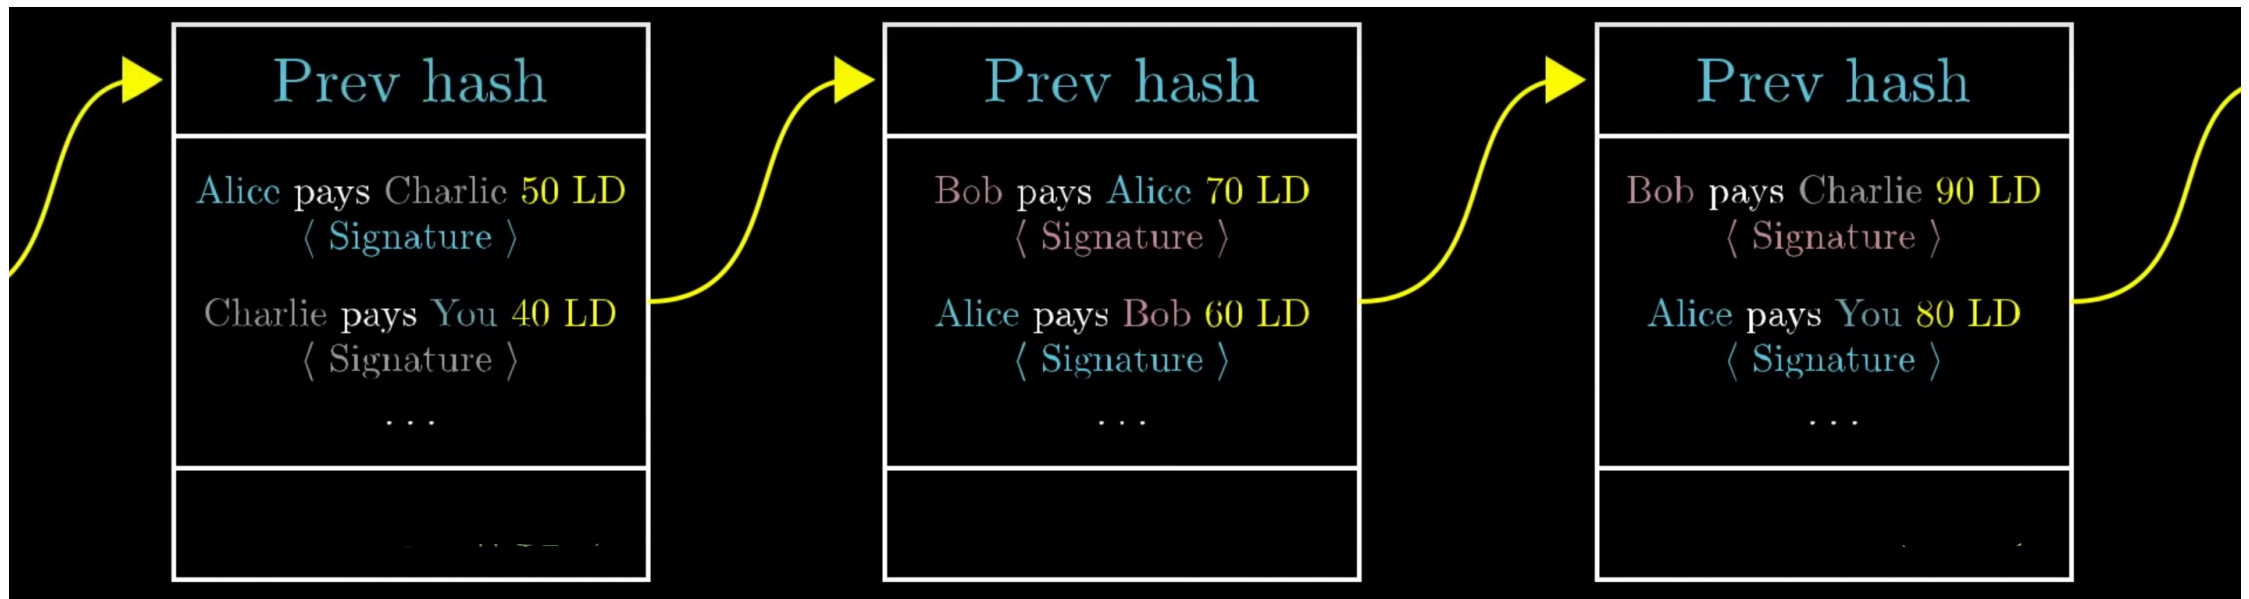 Prev hash
Alice pays Charlie 50 LD
⟨ Signature ⟩
Charlie pays You 40 LD
⟨ Signature ⟩
...
Prev hash
Bob pays Alice 70 LD
⟨ Signature ⟩
Alice pays Bob 60 LD
⟨ Signature ⟩
...
Prev hash
Bob pays Charlie 90 LD
⟨ Signature ⟩
Alice pays You 80 LD
⟨ Signature ⟩
...